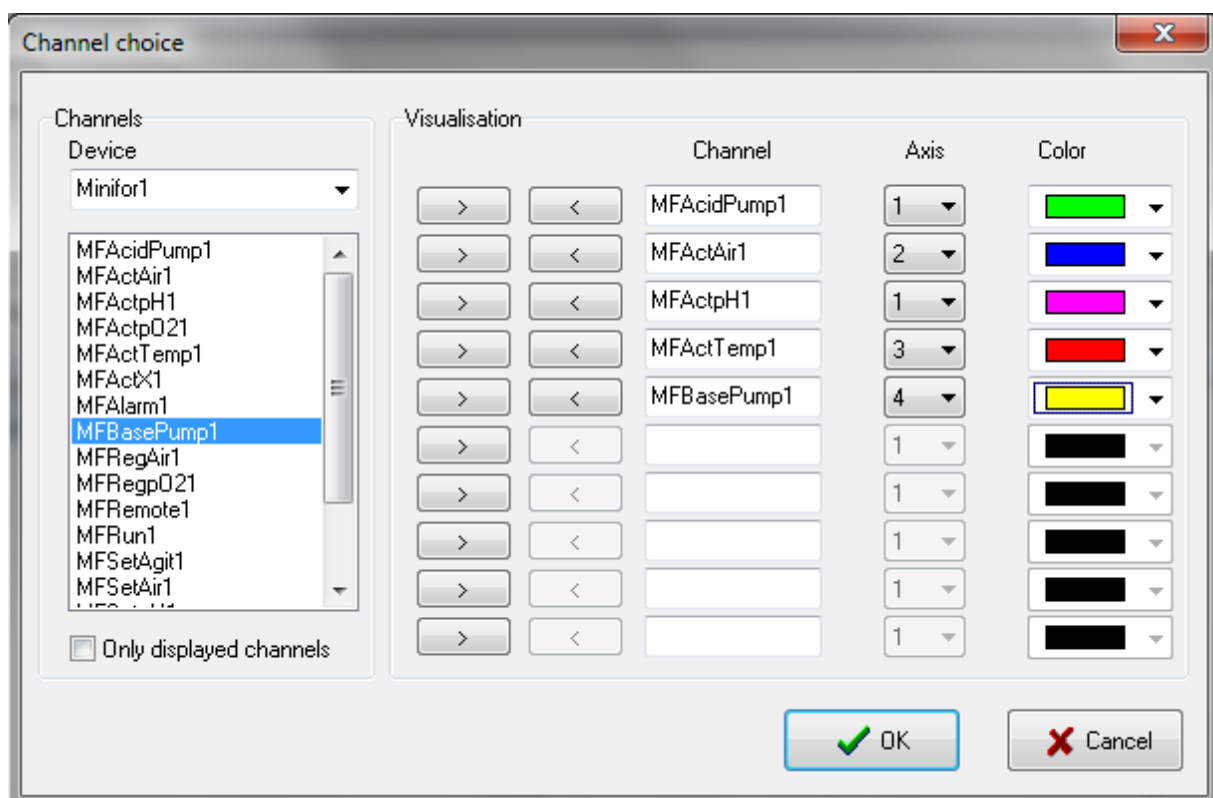 Channel choice
Channels
Device
Minifor1
MFAcidPump1
MFActAir1
MFActpH1
MFActpO21
MFActTemp1
MFActX1
MFAlarm1
MFBasePump1
MFRegAir1
MFRegpO21
MFRemote1
MFRun1
MFSetAgit1
MFSetAir1
Only displayed channels
Visualisation
Channel Axis Color
> < MFAcidPump1 1
> < MFActAir1 2
> < MFActpH1 1
> < MFActTemp1 3
> < MFBasePump1 4
> < 1
> < 1
> < 1
> < 1
> < 1
OK Cancel